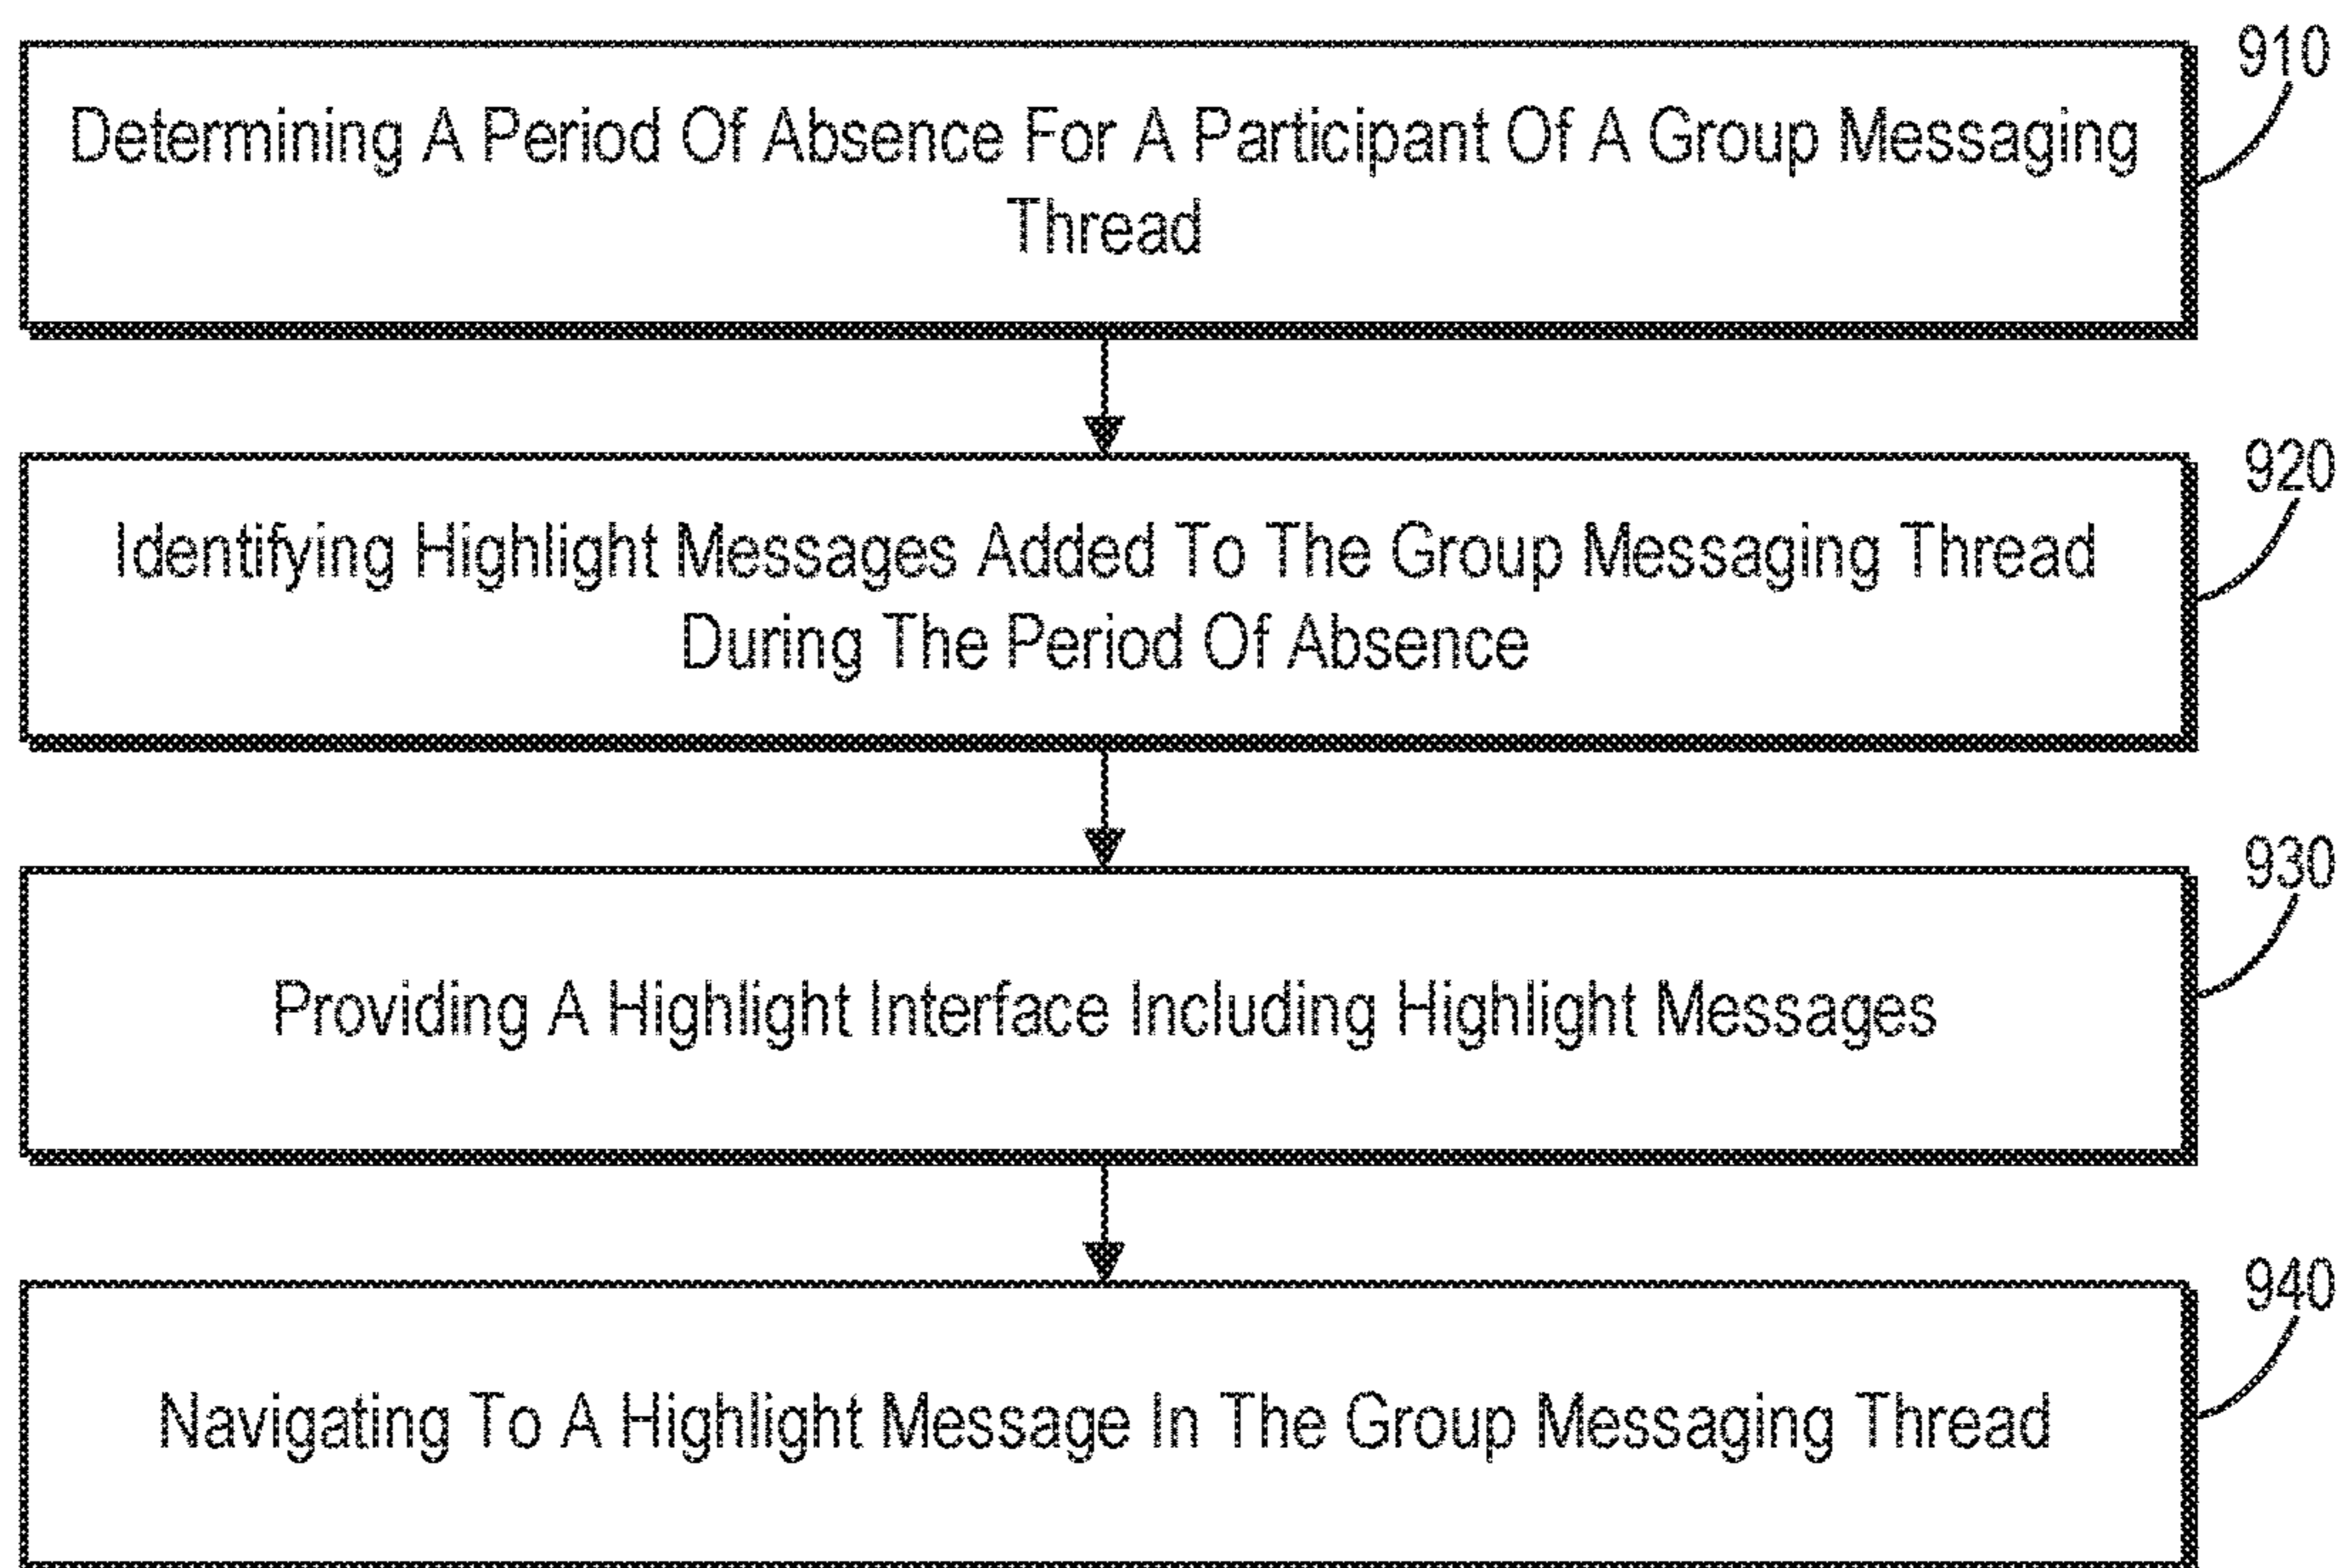 910
Determining A Period Of Absence For A Participant Of A Group Messaging
Thread
920
Identifying Highlight Messages Added To The Group Messaging Thread
During The Period Of Absence
930
Providing A Highlight Interface Including Highlight Messages
940
Navigating To A Highlight Message In The Group Messaging Thread